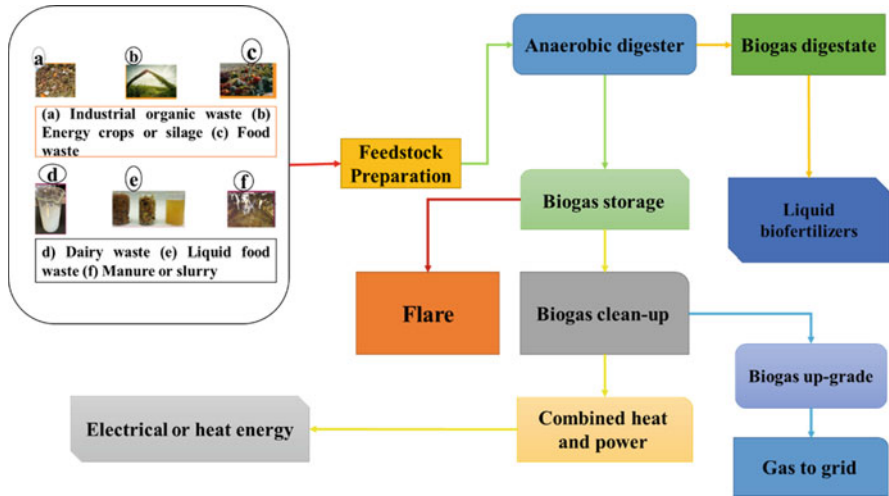 a
b
c
(a) Industrial organic waste (b)
Energy crops or silage (c) Food
waste
d
e
f
d) Dairy waste (e) Liquid food
waste (f) Manure or slurry
Feedstock
Preparation
Anaerobic digester
Biogas digestate
Biogas storage
Liquid
biofertilizers
Flare
Biogas clean-up
Biogas up-grade
Electrical or heat energy
Combined heat
and power
Gas to grid